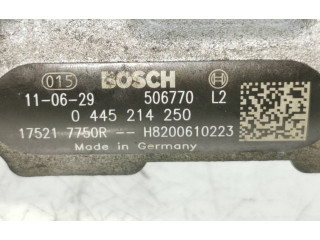 015 BOSCH
11-06-29 506770 L2
0 445 214 250
17521 7750R -- H8200610223
Made in Germany